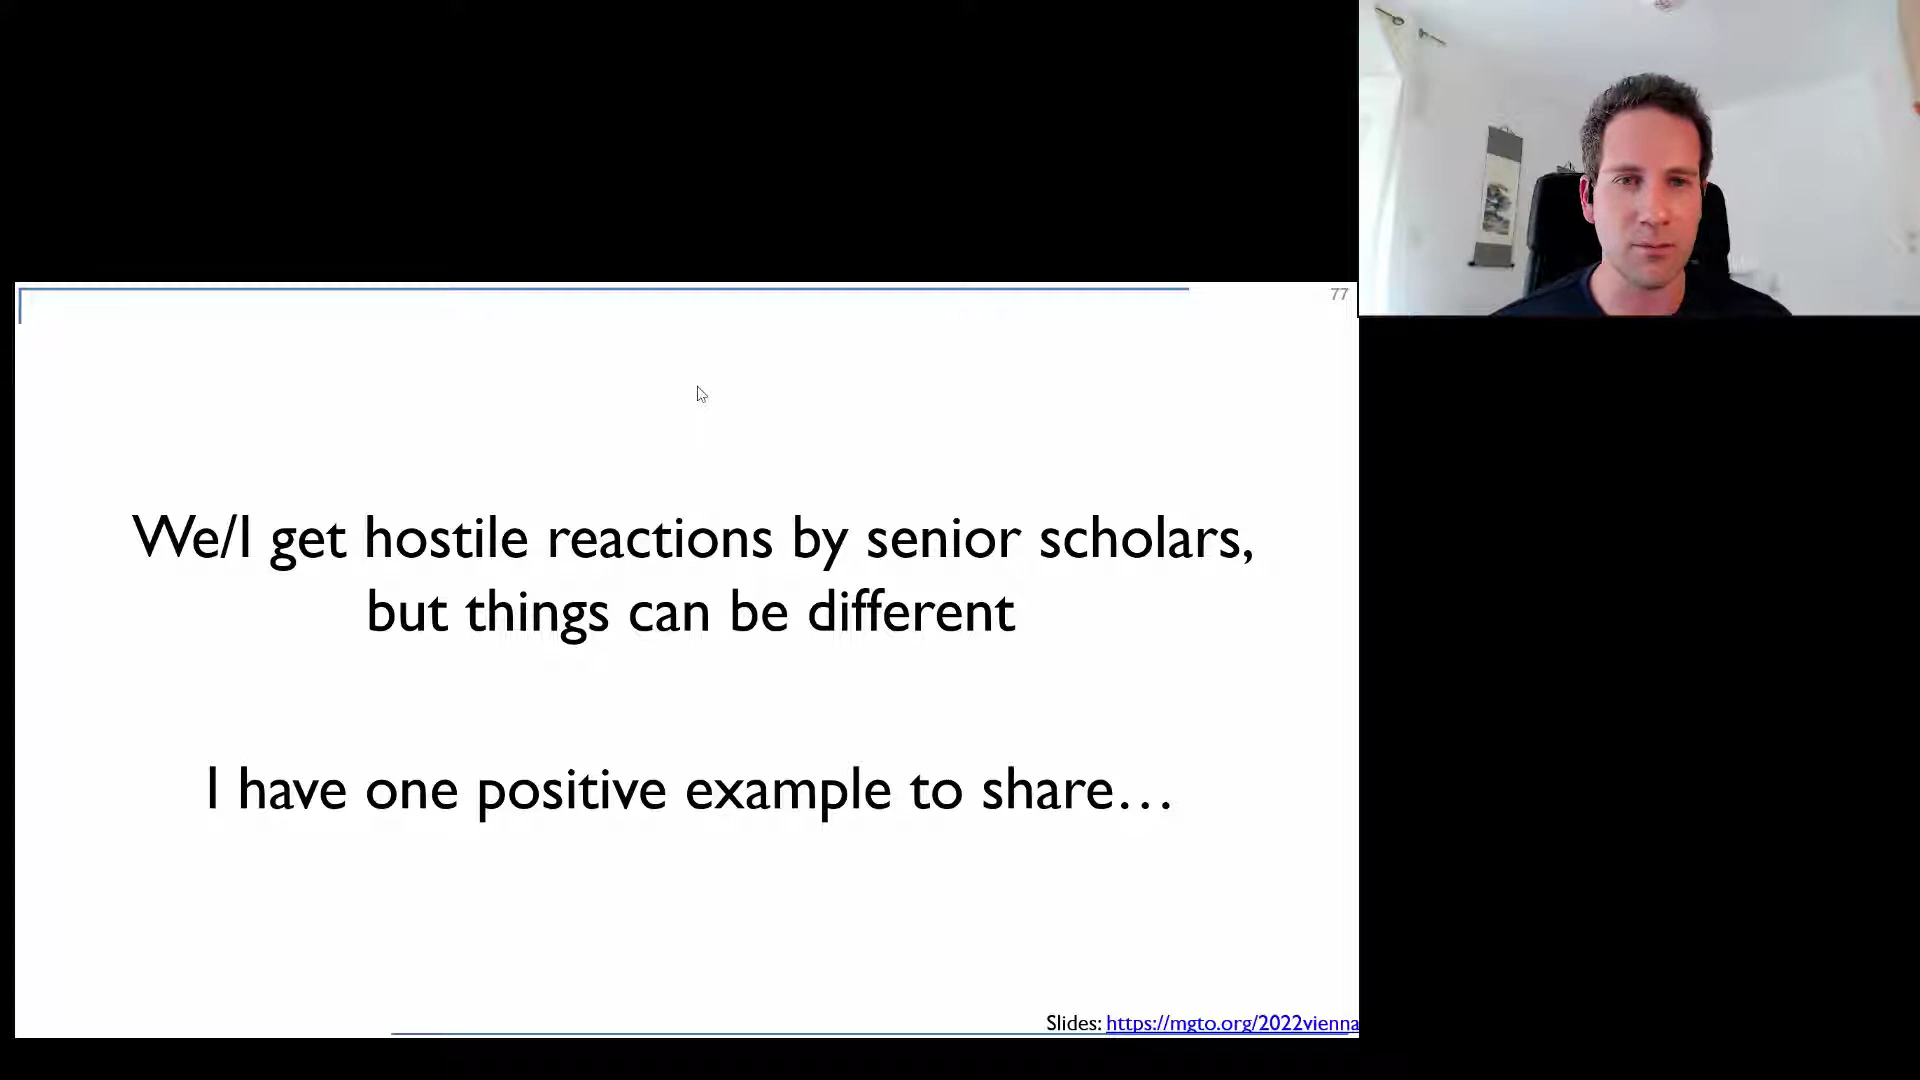 77
We/I get hostile reactions by senior scholars,
but things can be different
I have one positive example to share…
Slides: https://mgto.org/2022vienna